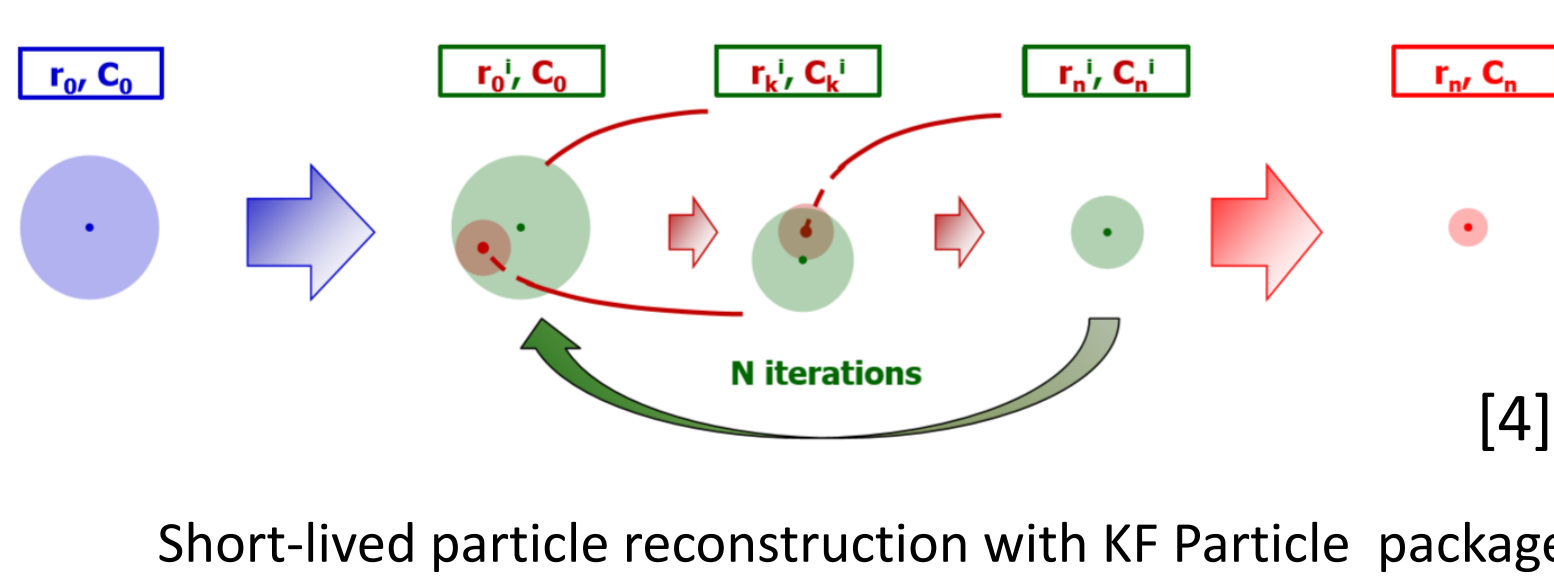 r₀, C₀
r₀ⁱ, C₀
rₖⁱ, Cₖⁱ
rₙⁱ, Cₙⁱ
rₙ, Cₙ
N iterations
[4]
Short-lived particle reconstruction with KF Particle package